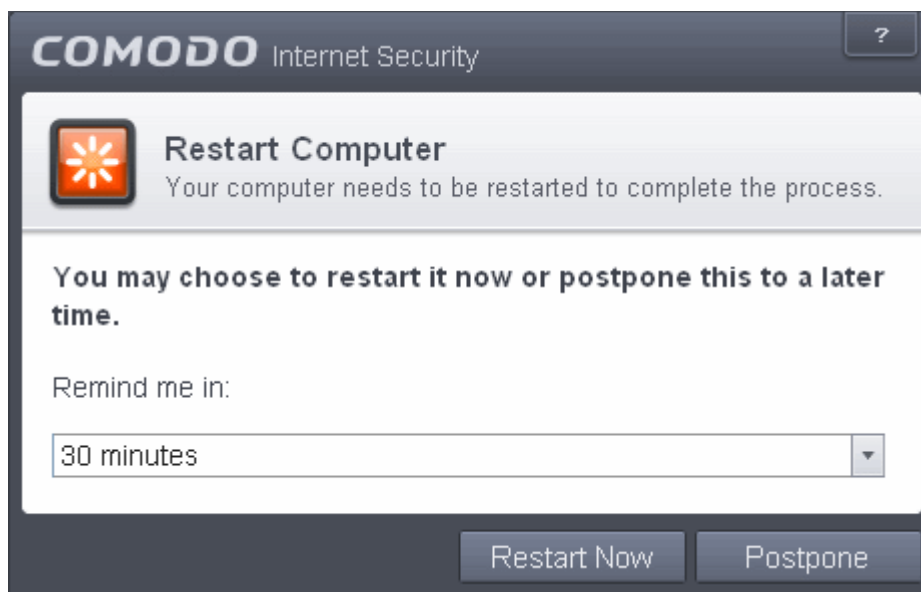 COMODO Internet Security
?
Restart Computer
Your computer needs to be restarted to complete the process.
You may choose to restart it now or postpone this to a later
time.
Remind me in:
30 minutes
Restart Now
Postpone